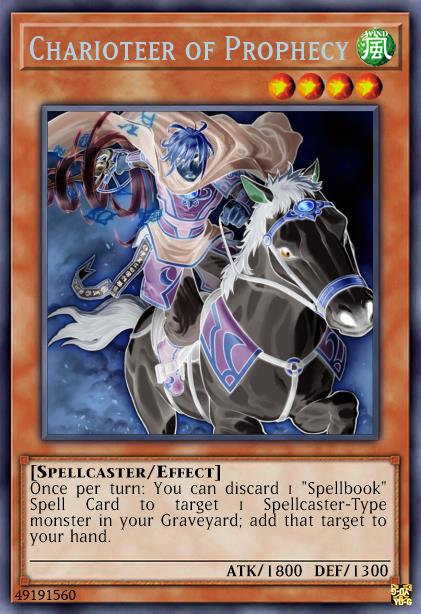 Charioteer of Prophecy
WIND
風
[Spellcaster/Effect]
Once per turn: You can discard 1 "Spellbook"
Spell Card to target 1 Spellcaster-Type
monster in your Graveyard; add that target to
your hand.
ATK/1800 DEF/1300
49191560